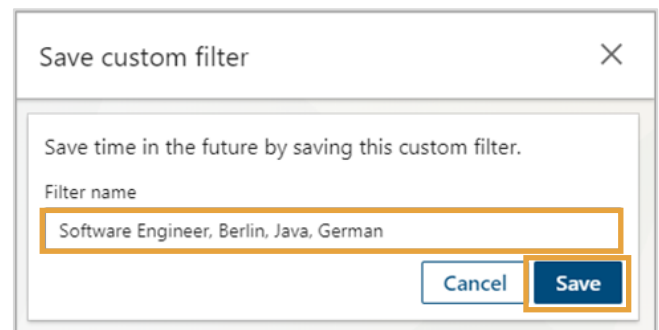 Save custom filter
Save time in the future by saving this custom filter.
Filter name
Software Engineer, Berlin, Java, German
Cancel Save